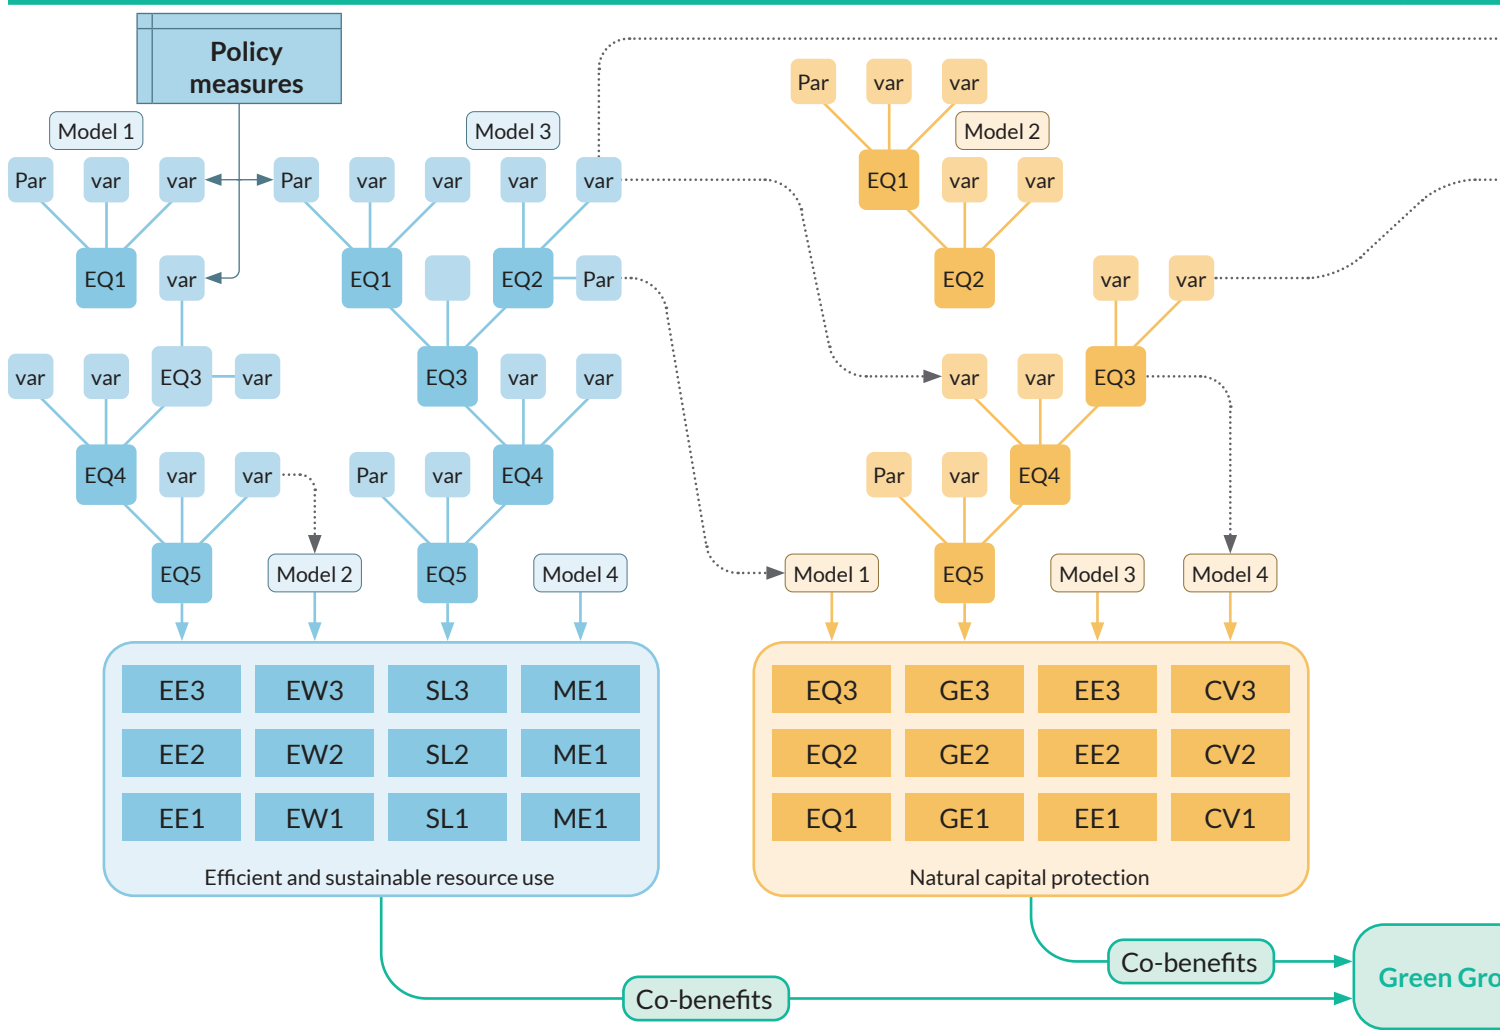 Policy
measures
Par var var
Model 1 Model 3 Model 2
Par var var Par var var var var EQ1 var var
var EQ1 EQ1 EQ2 Par EQ2 var var
var var EQ3 var EQ3 var var var var EQ3
EQ4 var var Par var EQ4 Par var EQ4
EQ5 Model 2 EQ5 Model 4 Model 1 EQ5 Model 3 Model 4
EE3 EW3 SL3 ME1 EQ3 GE3 EE3 CV3
EE2 EW2 SL2 ME1 EQ2 GE2 EE2 CV2
EE1 EW1 SL1 ME1 EQ1 GE1 EE1 CV1
Efficient and sustainable resource use Natural capital protection
Co-benefits
Green Gro
Co-benefits